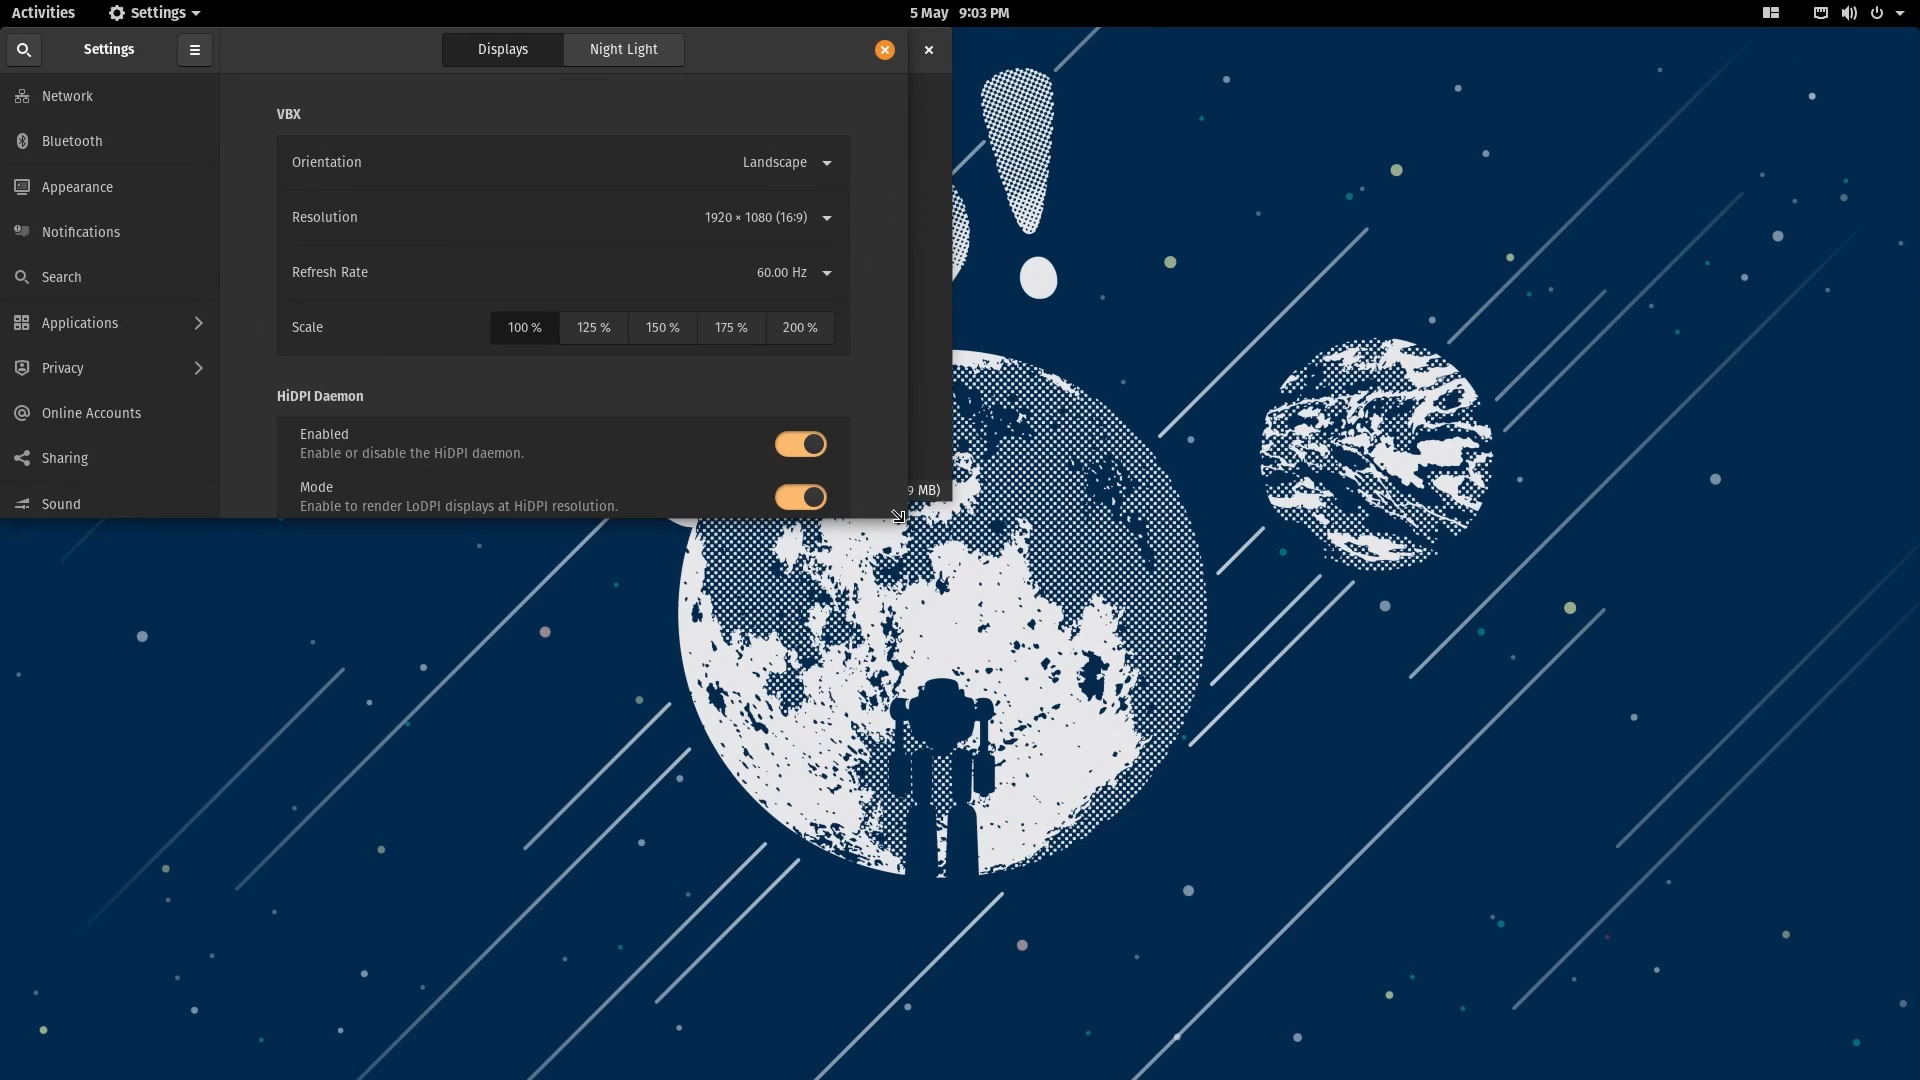 Activities Settings 5 May 9:03 PM
Settings Displays Night Light
Network
Bluetooth
Appearance
Notifications
Search
Applications
Privacy
Online Accounts
Sharing
Sound
VBX
Orientation Landscape
Resolution 1920 × 1080 (16:9)
Refresh Rate 60.00 Hz
Scale 100 % 125 % 150 % 175 % 200 %
HiDPI Daemon
Enabled
Enable or disable the HiDPI daemon.
Mode
Enable to render LoDPI displays at HiDPI resolution.
9 MB)